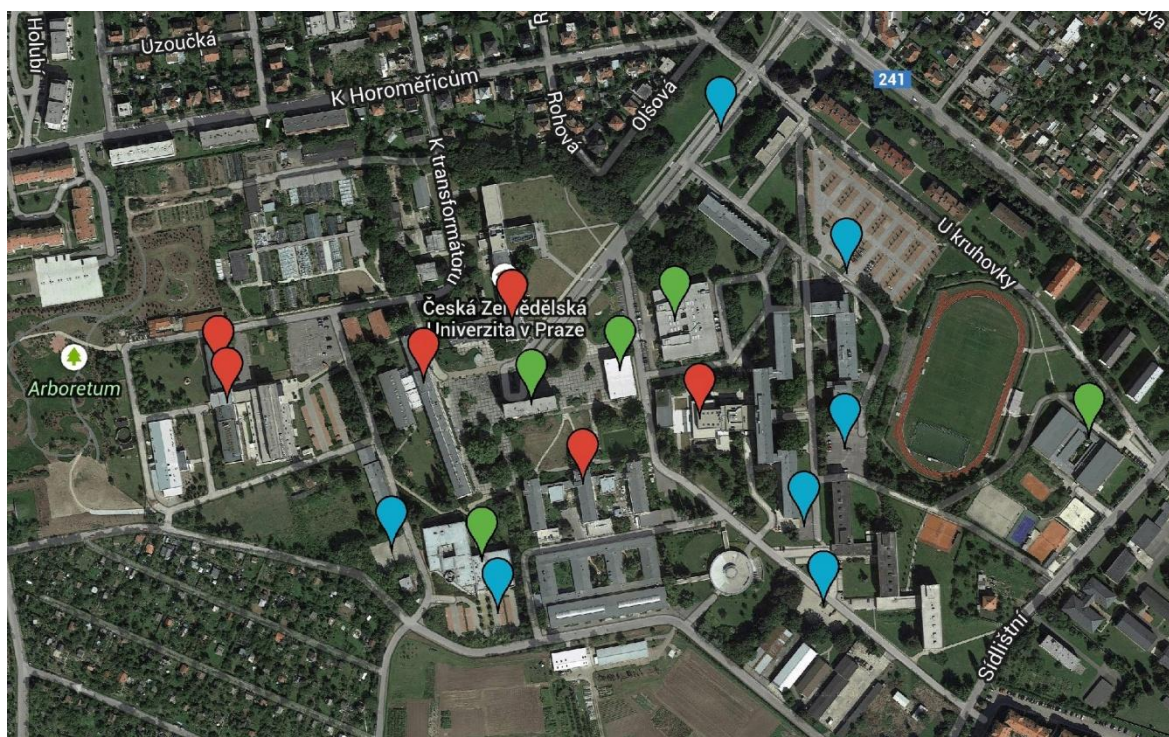 Holubí
Uzoučká
K Horoměřicům
K transformátoru
Rohová
Olšová
241
U kruhovky
Česká Zemědělská
Univerzita v Praze
Arboretum
Sídlištní